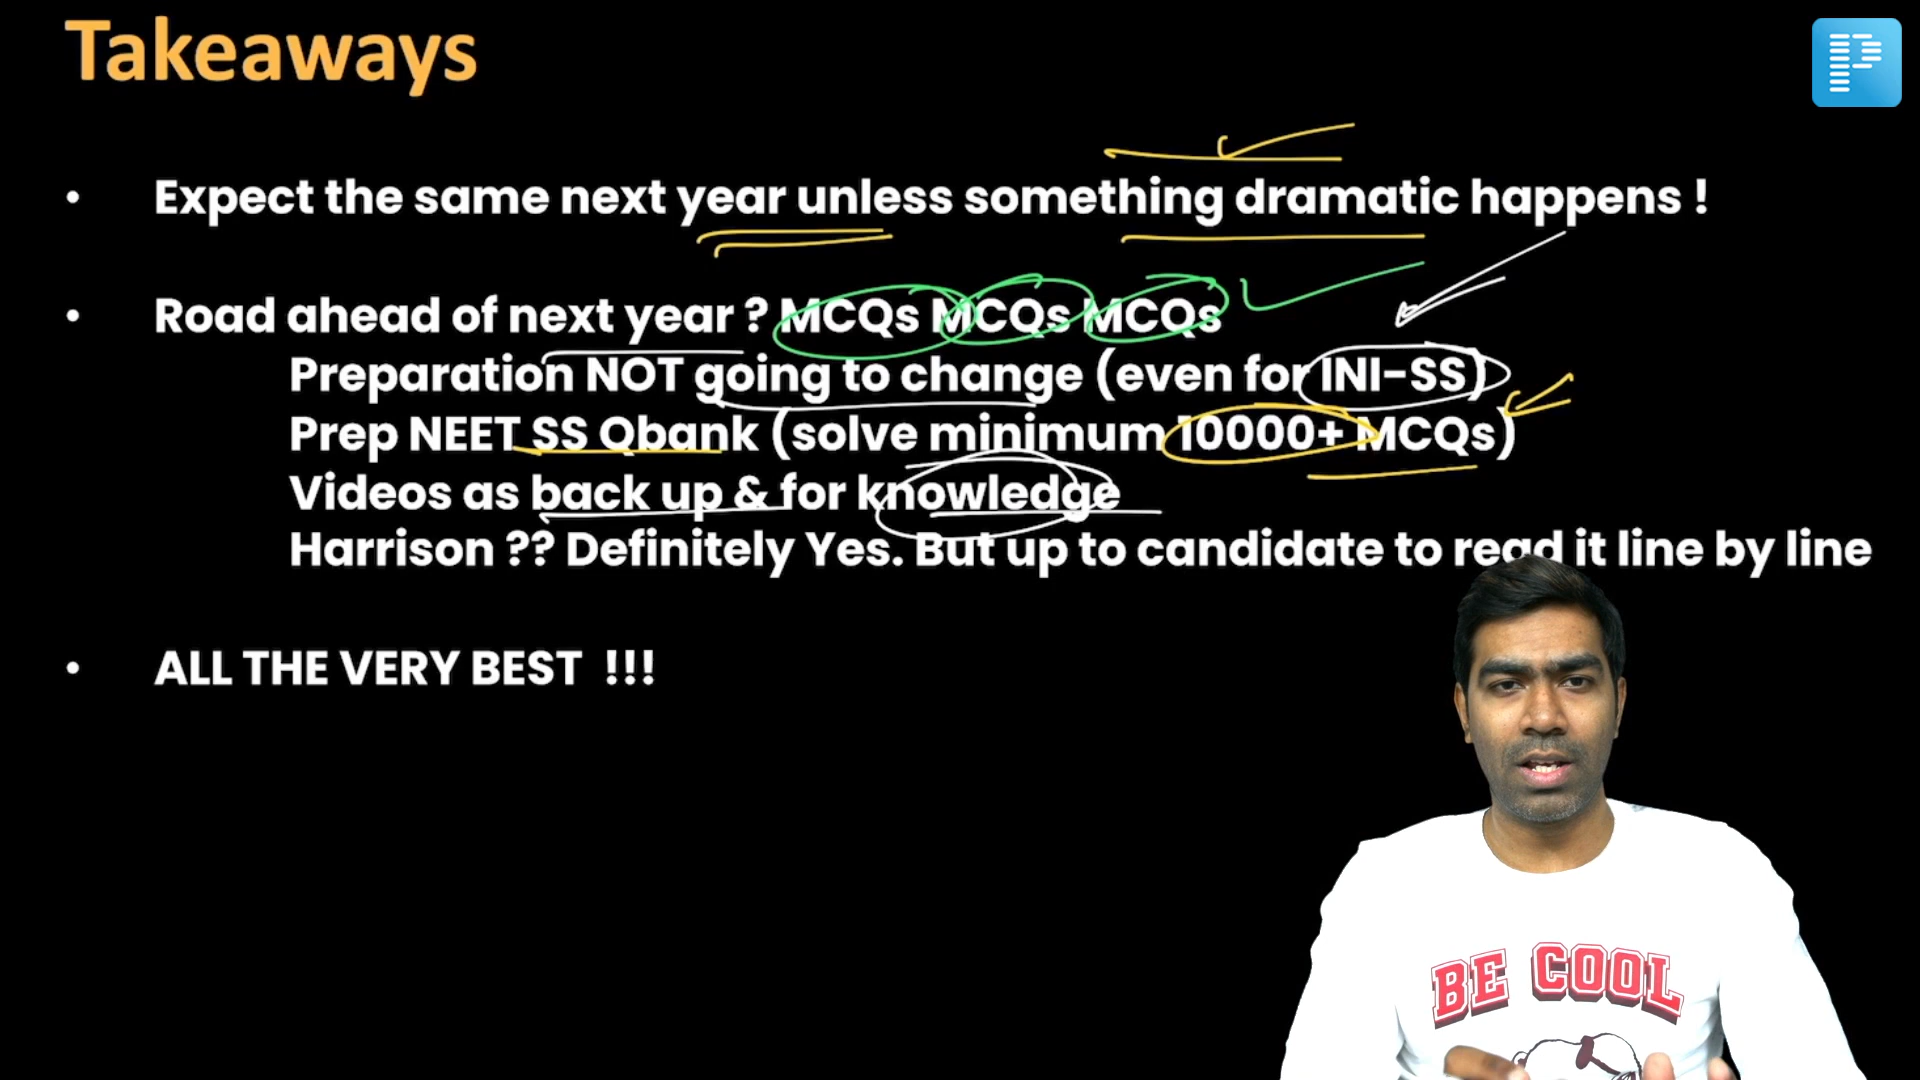 Takeaways
• Expect the same next year unless something dramatic happens !
• Road ahead of next year ? MCQs MCQs MCQs
Preparation NOT going to change (even for INI-SS)
Prep NEET SS Qbank (solve minimum 10000+ MCQs)
Videos as back up & for knowledge
Harrison ?? Definitely Yes. But up to candidate to read it line by line
• ALL THE VERY BEST !!!
BE COOL